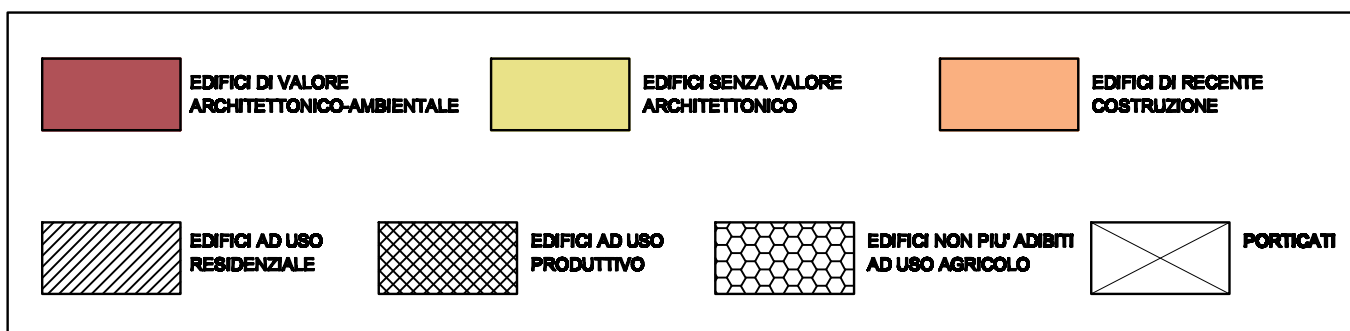 EDIFICI DI VALORE
ARCHITETTONICO-AMBIENTALE
EDIFICI SENZA VALORE
ARCHITETTONICO
EDIFICI DI RECENTE
COSTRUZIONE
EDIFICI AD USO
RESIDENZIALE
EDIFICI AD USO
PRODUTTIVO
EDIFICI NON PIU' ADIBITI
AD USO AGRICOLO
PORTICATI